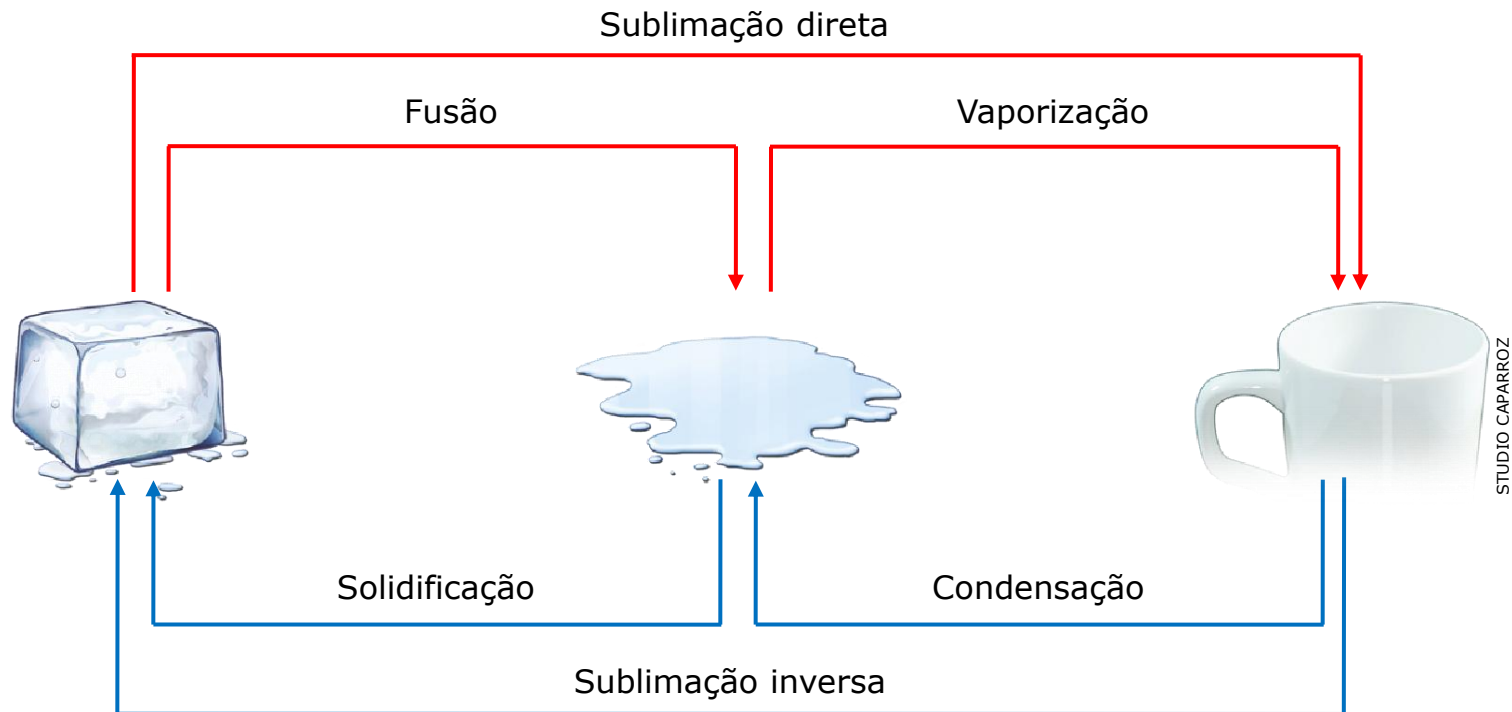 Sublimação direta
Fusão
Vaporização
STUDIO CAPARROZ
Solidificação
Condensação
Sublimação inversa